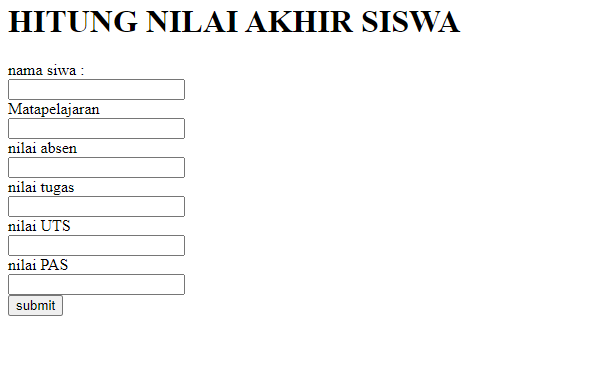 HITUNG NILAI AKHIR SISWA
nama siwa :
Matapelajaran
nilai absen
nilai tugas
nilai UTS
nilai PAS
submit